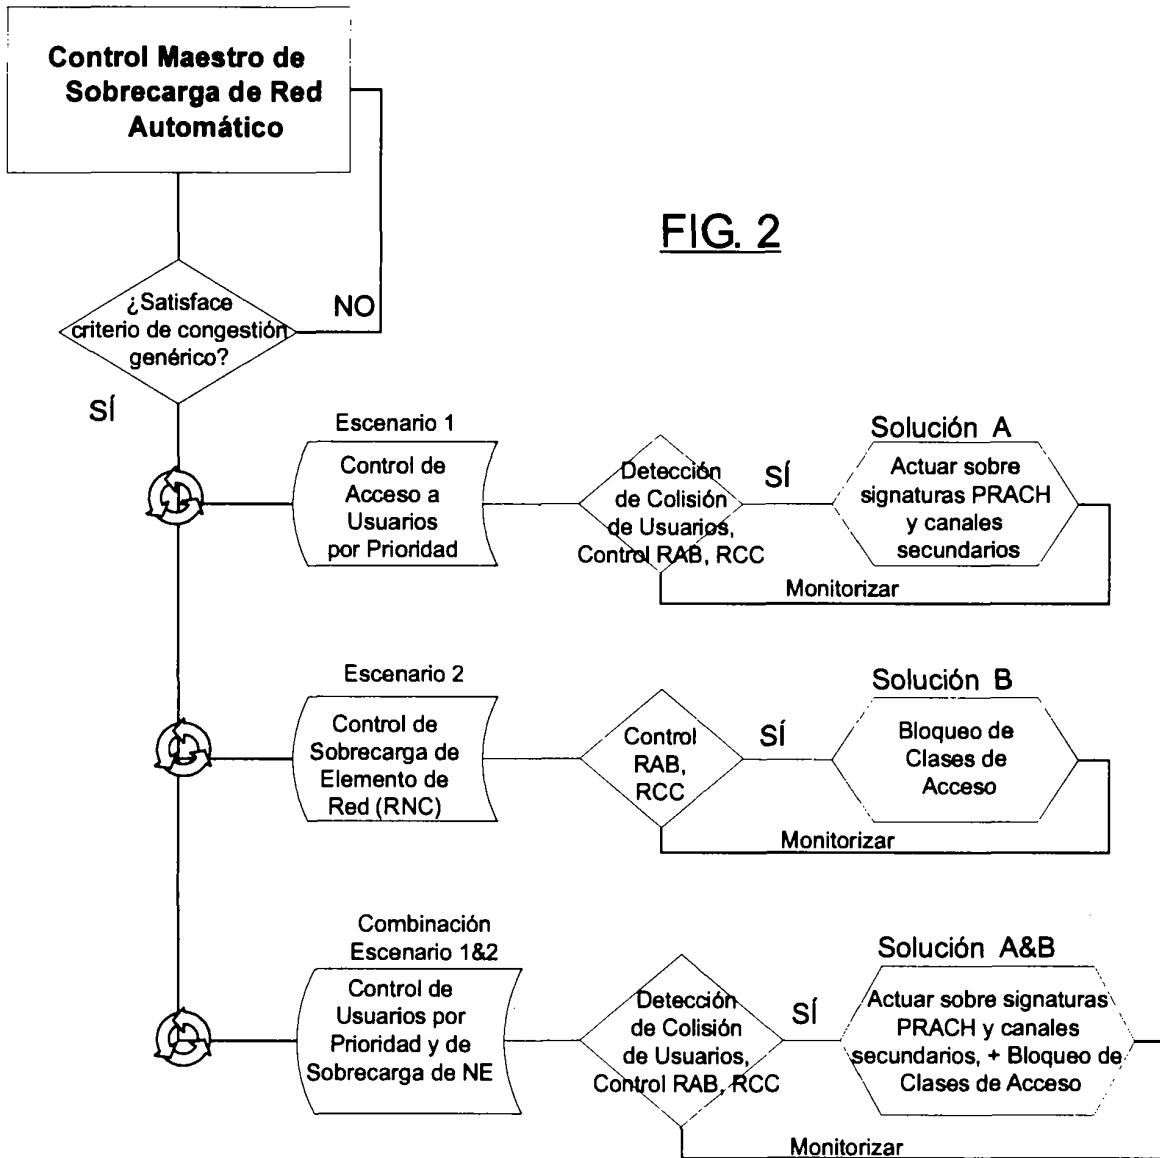 Control Maestro de
Sobrecarga de Red
Automático
FIG. 2
¿Satisface
criterio de congestión
genérico?
NO
SÍ
Escenario 1
Control de
Acceso a
Usuarios
por Prioridad
Detección
de Colisión
de Usuarios,
Control RAB, RCC
SÍ
Solución A
Actuar sobre
signaturas PRACH
y canales
secundarios
Monitorizar
Escenario 2
Control de
Sobrecarga de
Elemento de
Red (RNC)
Control
RAB,
RCC
SÍ
Solución B
Bloqueo de
Clases de
Acceso
Monitorizar
Combinación
Escenario 1&2
Control de
Usuarios por
Prioridad y de
Sobrecarga de NE
Detección
de Colisión
de Usuarios,
Control RAB, RCC
SÍ
Solución A&B
Actuar sobre signaturas
PRACH y canales
secundarios, + Bloqueo de
Clases de Acceso
Monitorizar